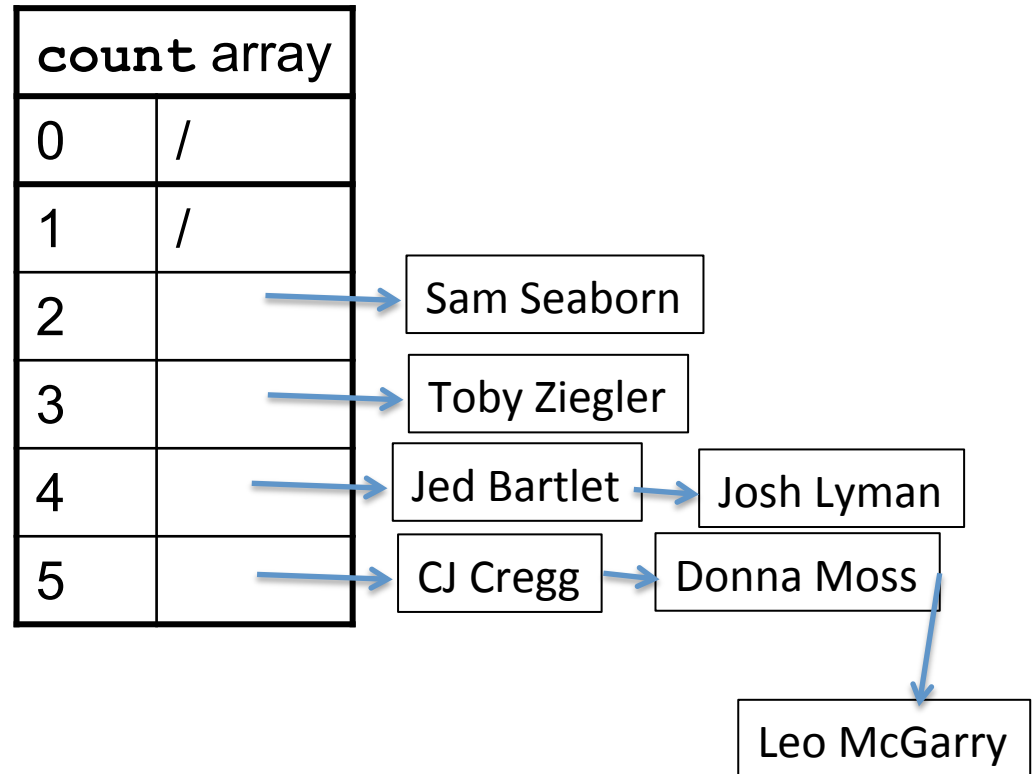 count array
0 /
1 /
2 Sam Seaborn
3 Toby Ziegler
4 Jed Bartlet Josh Lyman
5 CJ Cregg Donna Moss
Leo McGarry